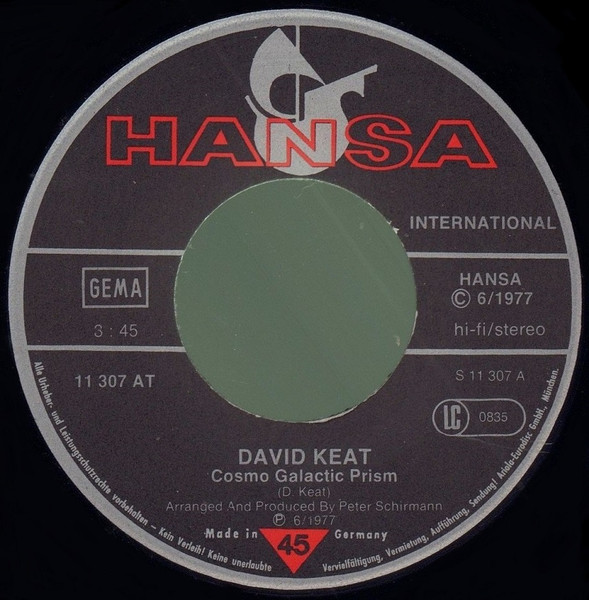 HANSA
INTERNATIONAL
GEMA
HANSA
© 6/1977
3 : 45
hi-fi/stereo
11 307 AT
S 11 307 A
LC 0835
DAVID KEAT
Cosmo Galactic Prism
(D. Keat)
Arranged And Produced By Peter Schirmann
℗ 6/1977
Made in 45 Germany
Alle Urheber- und Leistungsschutzrechte vorbehalten – Kein Verleih! Keine unerlaubte Vervielfältigung, Vermietung, Aufführung, Sendung! Ariola-Eurodisc GmbH., München.